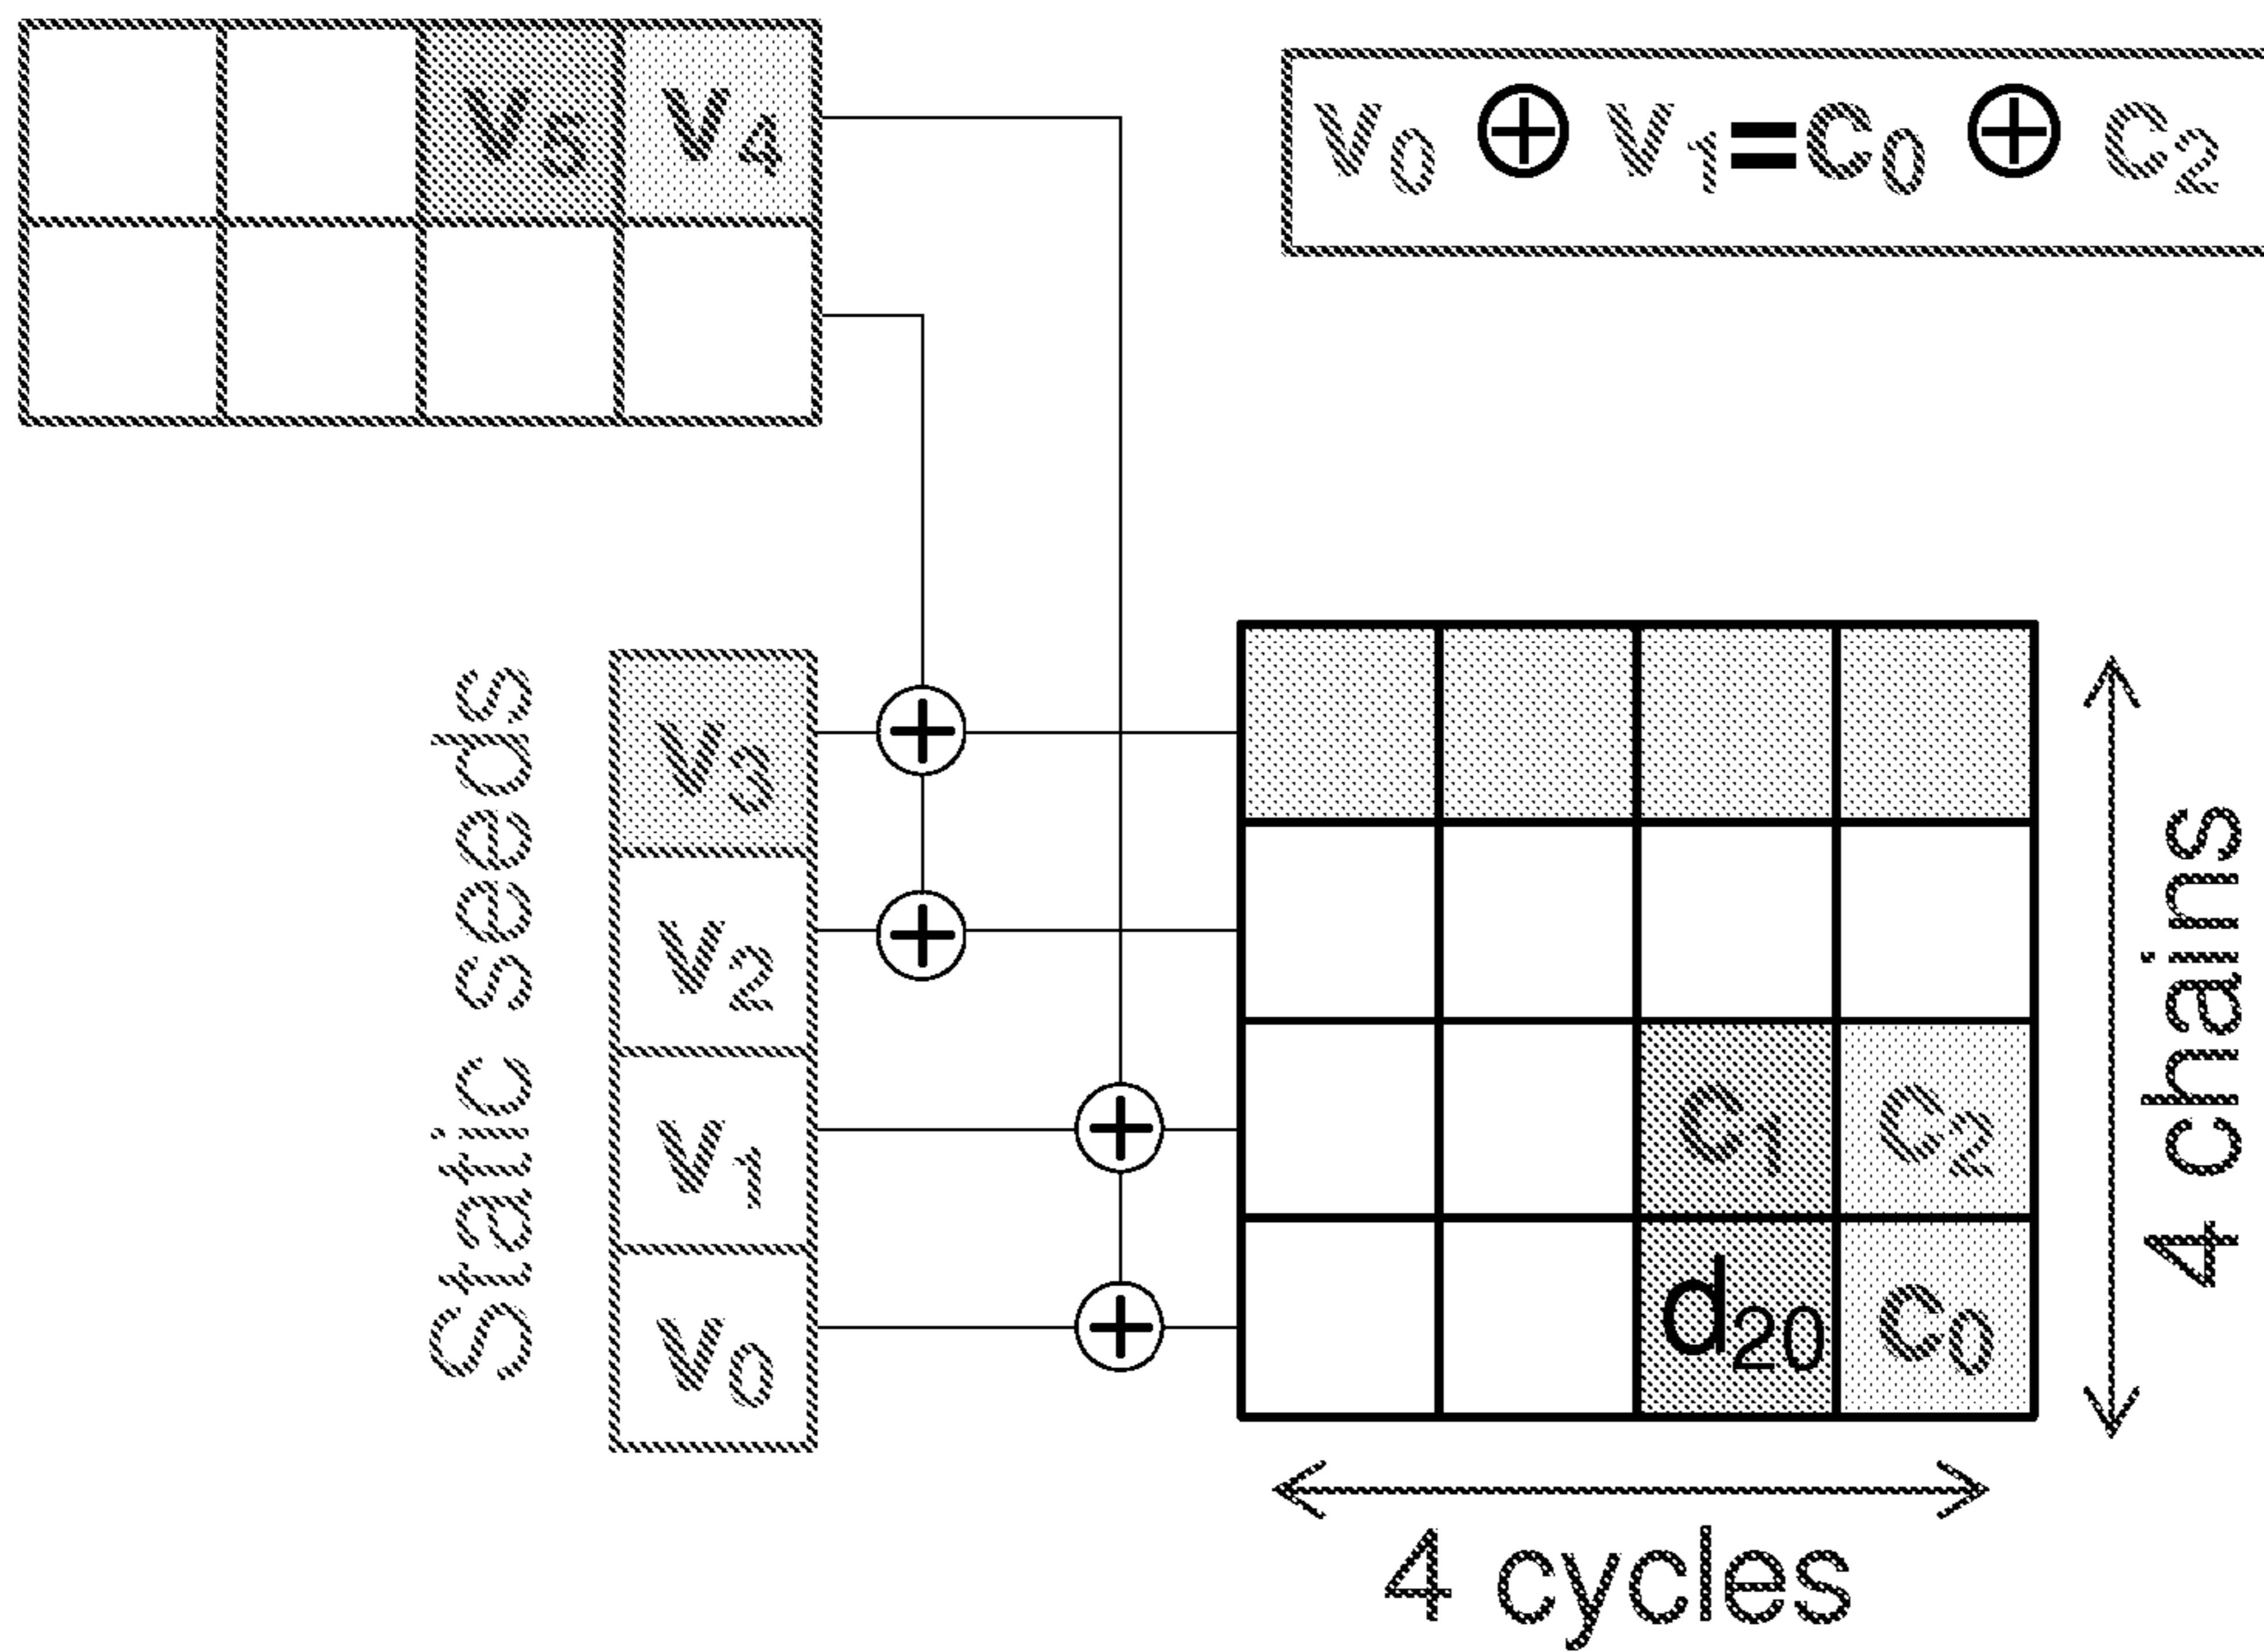 V₅ V₄
V₀ ⊕ V₁=C₀ ⊕ C₂
Static seeds
V₃
V₂
V₁
V₀
C₁ C₂
d₂₀ C₀
4 chains
4 cycles